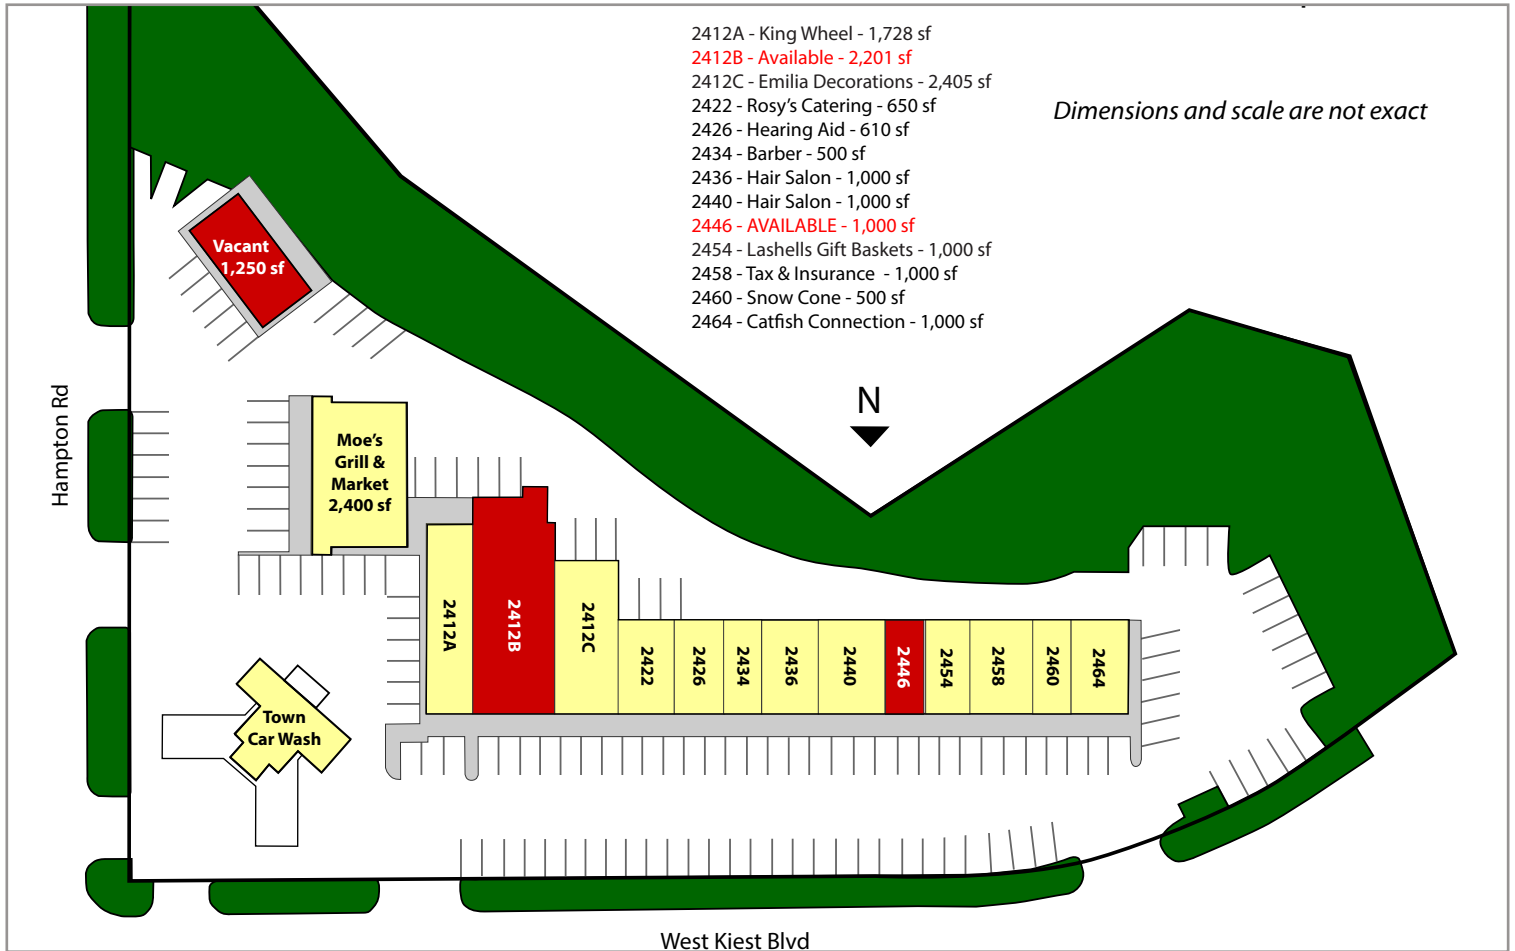 2412A - King Wheel - 1,728 sf
2412B - Available - 2,201 sf
2412C - Emilia Decorations - 2,405 sf
2422 - Rosy's Catering - 650 sf
2426 - Hearing Aid - 610 sf
2434 - Barber - 500 sf
2436 - Hair Salon - 1,000 sf
2440 - Hair Salon - 1,000 sf
2446 - AVAILABLE - 1,000 sf
2454 - Lashells Gift Baskets - 1,000 sf
2458 - Tax & Insurance - 1,000 sf
2460 - Snow Cone - 500 sf
2464 - Catfish Connection - 1,000 sf
Dimensions and scale are not exact
Vacant
1,250 sf
Hampton Rd
N
Moe's
Grill &
Market
2,400 sf
2412A
2412B
2412C
2422
2426
2434
2436
2440
2446
2454
2458
2460
2464
Town
Car Wash
West Kiest Blvd